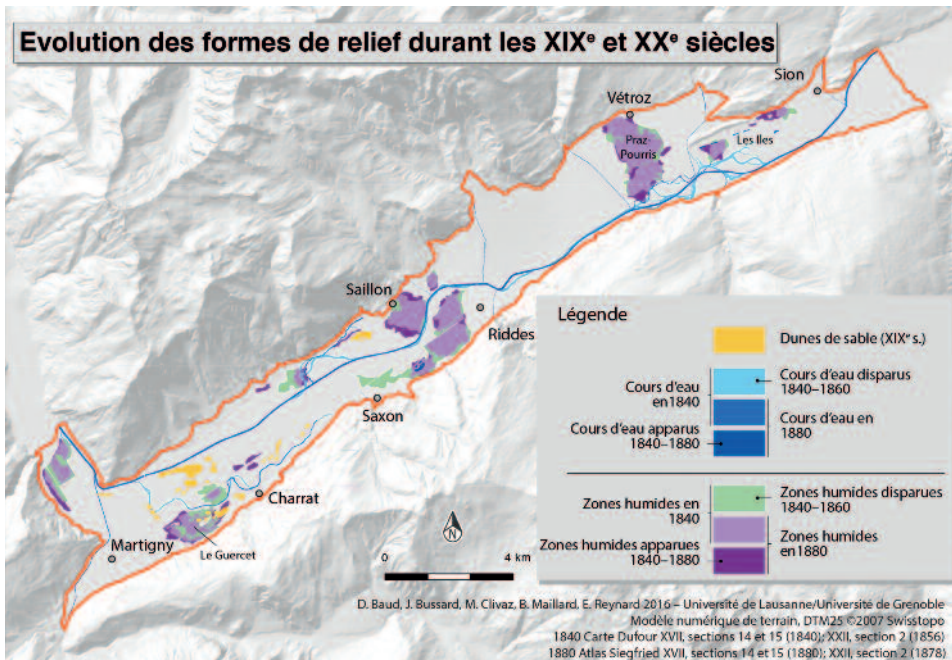 Evolution des formes de relief durant les XIXe et XXe siècles
Sion
Vétroz
Praz-
Pourris
Les Iles
Saillon
Riddes
Saxon
Charrat
Martigny
Le Guercet
N
0
4 km
Légende
Dunes de sable (XIXe s.)
Cours d'eau
en 1840
Cours d'eau disparus
1840–1860
Cours d'eau apparus
1840–1880
Cours d'eau en
1880
Zones humides en
1840
Zones humides disparues
1840–1860
Zones humides apparues
1840–1880
Zones humides
en 1880
D. Baud, J. Bussard, M. Clivaz, B. Maillard, E. Reynard 2016 – Université de Lausanne/Université de Grenoble
Modèle numérique de terrain, DTM25 ©2007 Swisstopo
1840 Carte Dufour XVII, sections 14 et 15 (1840); XXII, section 2 (1856)
1880 Atlas Siegfried XVII, sections 14 et 15 (1880); XXII, section 2 (1878)